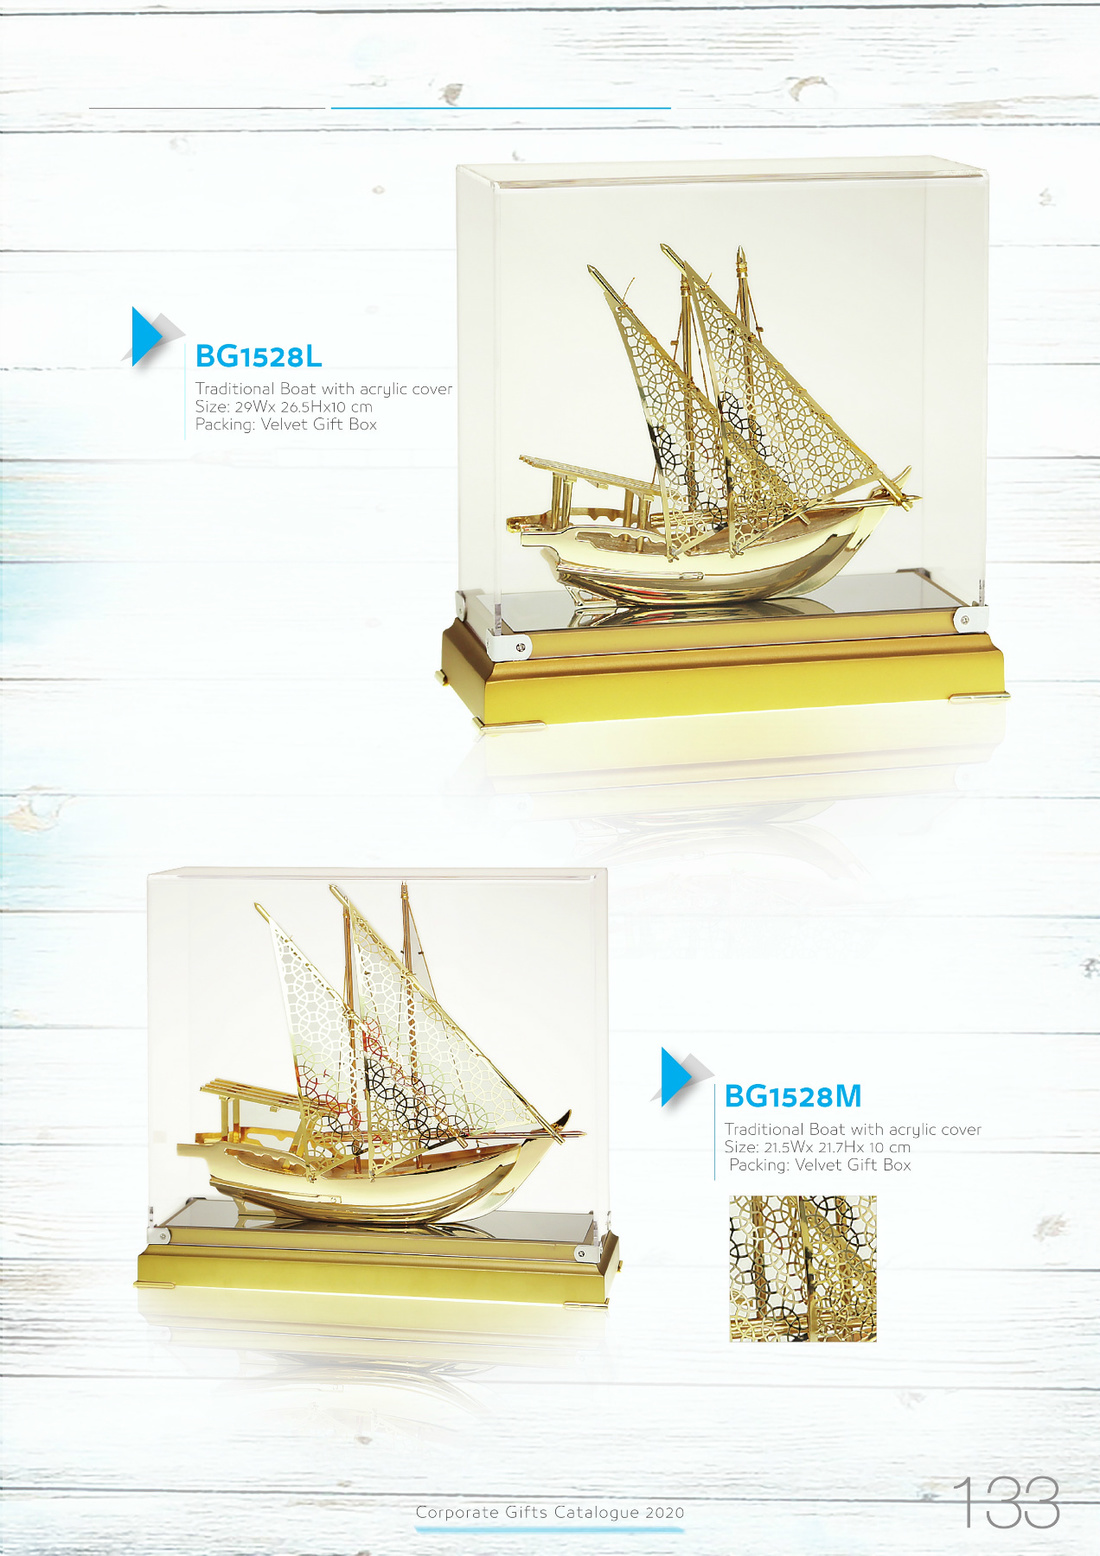 BG1528L
Traditional Boat with acrylic cover
Size: 29Wx 26.5Hx10 cm
Packing: Velvet Gift Box
BG1528M
Traditional Boat with acrylic cover
Size: 21.5Wx 21.7Hx 10 cm
Packing: Velvet Gift Box
Corporate Gifts Catalogue 2020
133